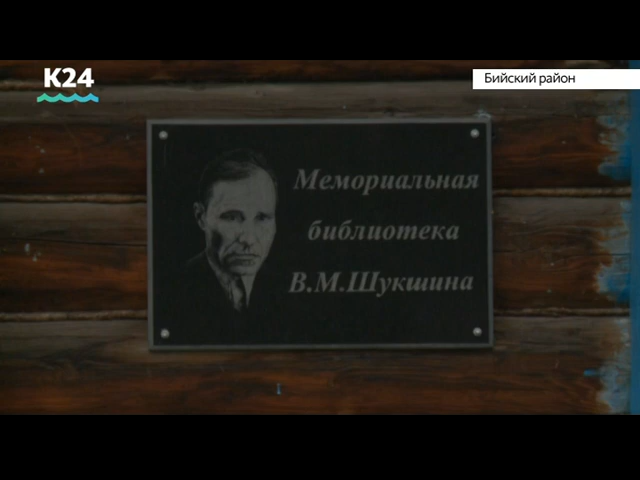 К24
Бийский район
Мемориальная
библиотека
В.М.Шукшина